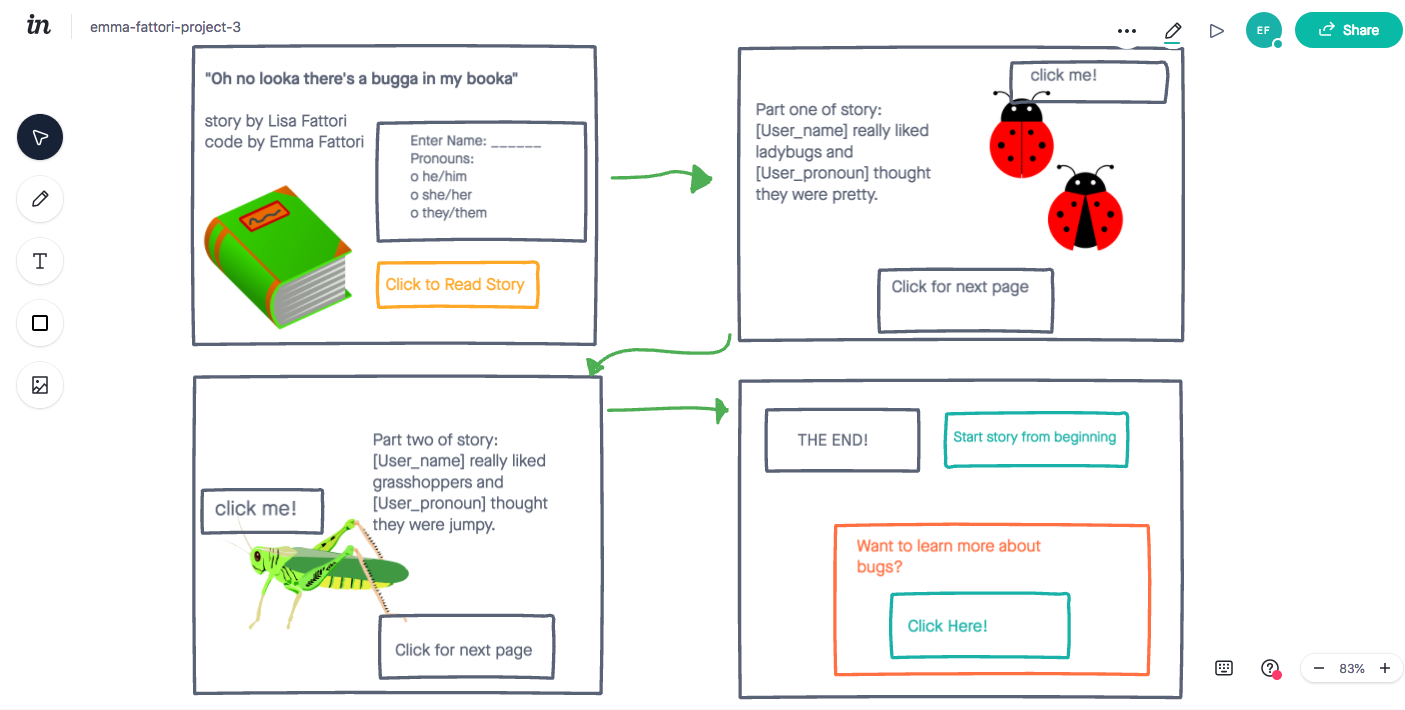 in
emma-fattori-project-3
EF
Share
"Oh no looka there's a bugga in my booka"
story by Lisa Fattori
code by Emma Fattori
Enter Name: ______
Pronouns:
o he/him
o she/her
o they/them
Click to Read Story
click me!
Part one of story:
[User_name] really liked
ladybugs and
[User_pronoun] thought
they were pretty.
Click for next page
Part two of story:
[User_name] really liked
grasshoppers and
[User_pronoun] thought
they were jumpy.
click me!
Click for next page
THE END!
Start story from beginning
Want to learn more about
bugs?
Click Here!
83%